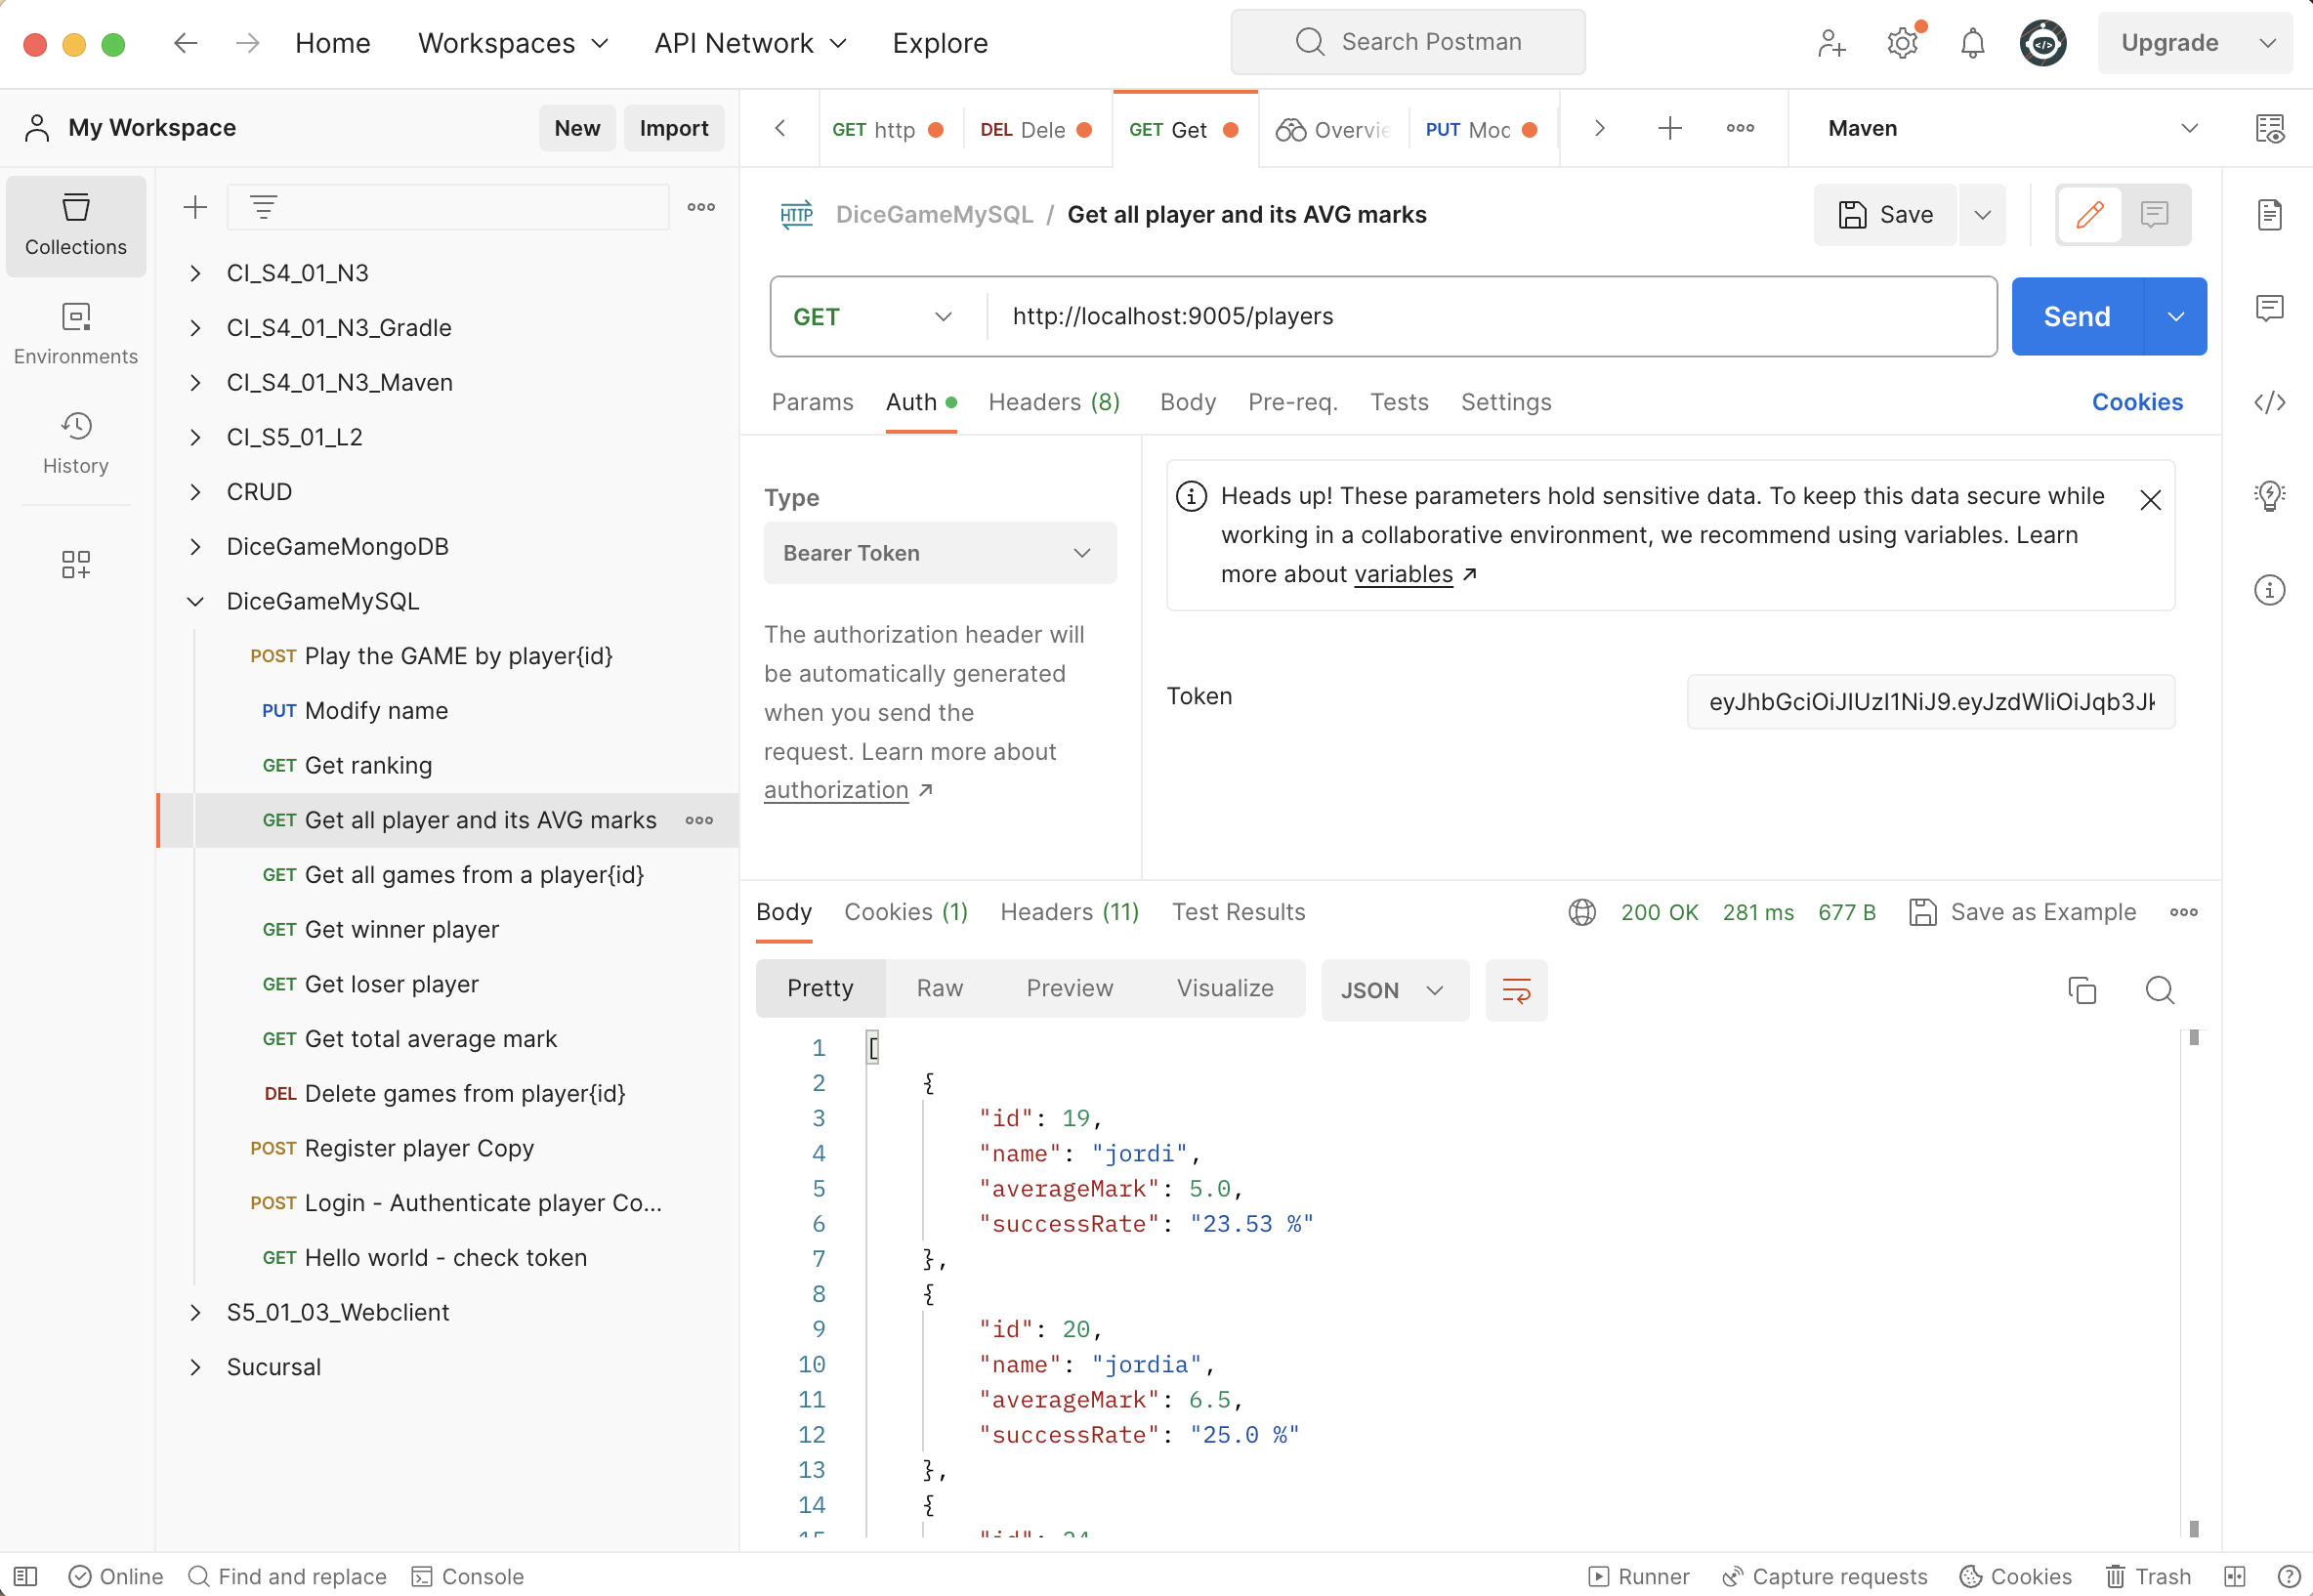 Home
Workspaces
API Network
Explore
Search Postman
Upgrade
My Workspace
New
Import
GET http
DEL Dele
GET Get
Overvie
PUT Moc
Maven
Collections
Environments
History
CI_S4_01_N3
CI_S4_01_N3_Gradle
CI_S4_01_N3_Maven
CI_S5_01_L2
CRUD
DiceGameMongoDB
DiceGameMySQL
POST Play the GAME by player{id}
PUT Modify name
GET Get ranking
GET Get all player and its AVG marks
GET Get all games from a player{id}
GET Get winner player
GET Get loser player
GET Get total average mark
DEL Delete games from player{id}
POST Register player Copy
POST Login - Authenticate player Co...
GET Hello world - check token
S5_01_03_Webclient
Sucursal
HTTP
DiceGameMySQL / Get all player and its AVG marks
Save
GET
http://localhost:9005/players
Send
Params
Auth
Headers (8)
Body
Pre-req.
Tests
Settings
Cookies
Type
Bearer Token
The authorization header will
be automatically generated
when you send the
request. Learn more about
authorization ↗
Heads up! These parameters hold sensitive data. To keep this data secure while
working in a collaborative environment, we recommend using variables. Learn
more about variables ↗
Token
Body
Cookies (1)
Headers (11)
Test Results
200 OK
281 ms
677 B
Save as Example
Pretty
Raw
Preview
Visualize
JSON
1 [
2 {
3 "id": 19,
4 "name": "jordi",
5 "averageMark": 5.0,
6 "successRate": "23.53 %"
7 },
8 {
9 "id": 20,
10 "name": "jordia",
11 "averageMark": 6.5,
12 "successRate": "25.0 %"
13 },
14 {
Online
Find and replace
Console
Runner
Capture requests
Cookies
Trash